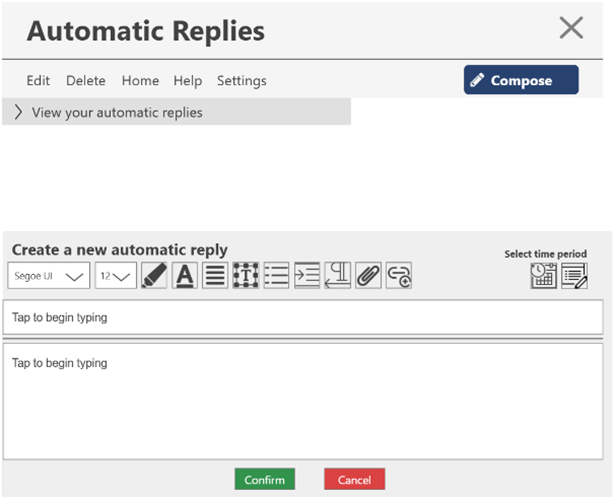 Automatic Replies
Edit Delete Home Help Settings Compose
View your automatic replies
Create a new automatic reply
Select time period
Segoe UI 12
Tap to begin typing
Tap to begin typing
Confirm Cancel